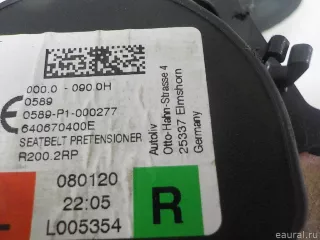 000.0 - 090.0H
CE 0589
0589-P1-000277
640670400E
SEATBELT PRETENSIONER
R200.2RP
Autoliv
Otto-Hahn-Strasse 4
25337 Elmshorn
Germany
080120
22:05
L005354
R
eaural.ru